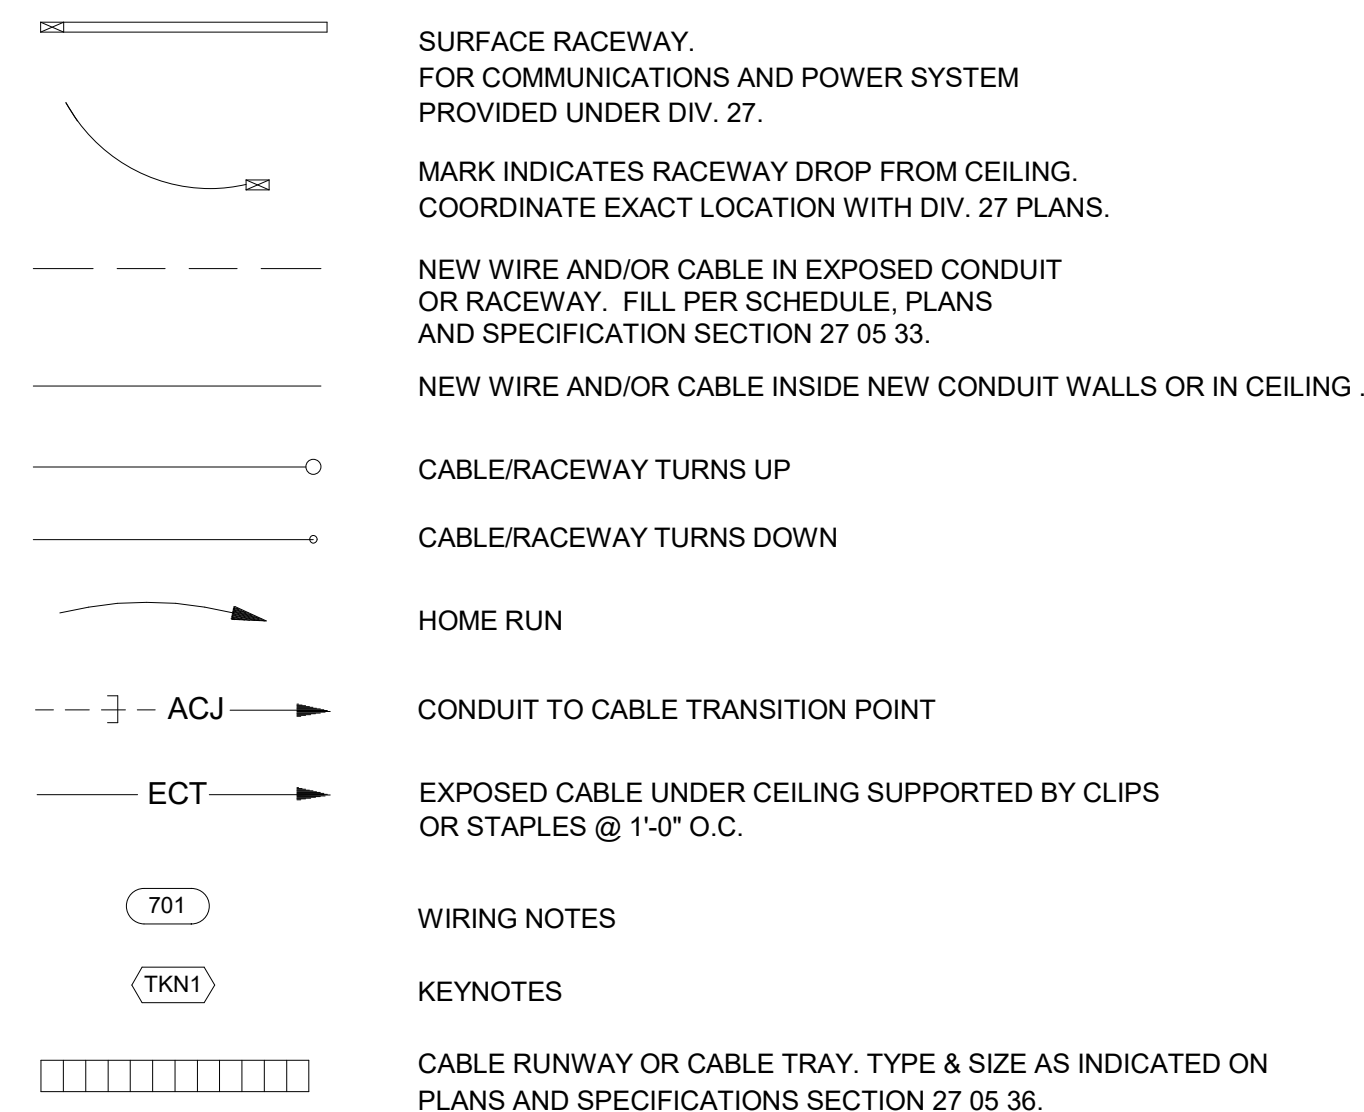 SURFACE RACEWAY.
FOR COMMUNICATIONS AND POWER SYSTEM
PROVIDED UNDER DIV. 27.
MARK INDICATES RACEWAY DROP FROM CEILING.
COORDINATE EXACT LOCATION WITH DIV. 27 PLANS.
NEW WIRE AND/OR CABLE IN EXPOSED CONDUIT
OR RACEWAY.  FILL PER SCHEDULE, PLANS
AND SPECIFICATION SECTION 27 05 33.
NEW WIRE AND/OR CABLE INSIDE NEW CONDUIT WALLS OR IN CEILING .
CABLE/RACEWAY TURNS UP
CABLE/RACEWAY TURNS DOWN
HOME RUN
ACJ CONDUIT TO CABLE TRANSITION POINT
ECT EXPOSED CABLE UNDER CEILING SUPPORTED BY CLIPS
OR STAPLES @ 1'-0" O.C.
701 WIRING NOTES
TKN1 KEYNOTES
CABLE RUNWAY OR CABLE TRAY. TYPE & SIZE AS INDICATED ON
PLANS AND SPECIFICATIONS SECTION 27 05 36.